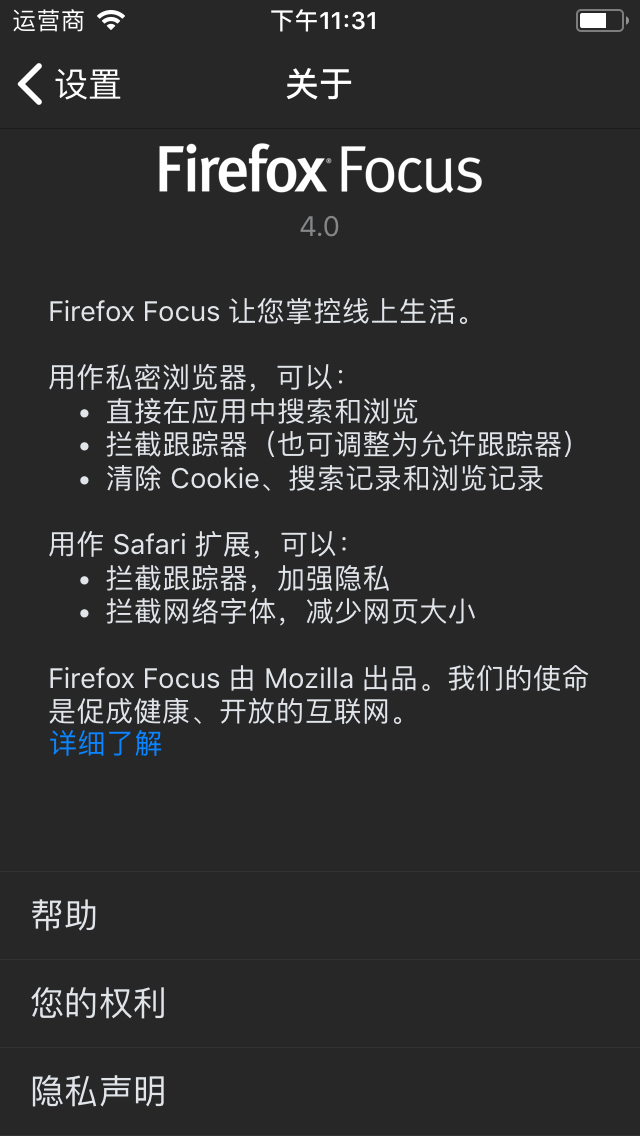 运营商 下午11:31
设置 关于
Firefox® Focus
4.0
Firefox Focus 让您掌控线上生活。
用作私密浏览器，可以：
• 直接在应用中搜索和浏览
• 拦截跟踪器（也可调整为允许跟踪器）
• 清除 Cookie、搜索记录和浏览记录
用作 Safari 扩展，可以：
• 拦截跟踪器，加强隐私
• 拦截网络字体，减少网页大小
Firefox Focus 由 Mozilla 出品。我们的使命
是促成健康、开放的互联网。
详细了解
帮助
您的权利
隐私声明